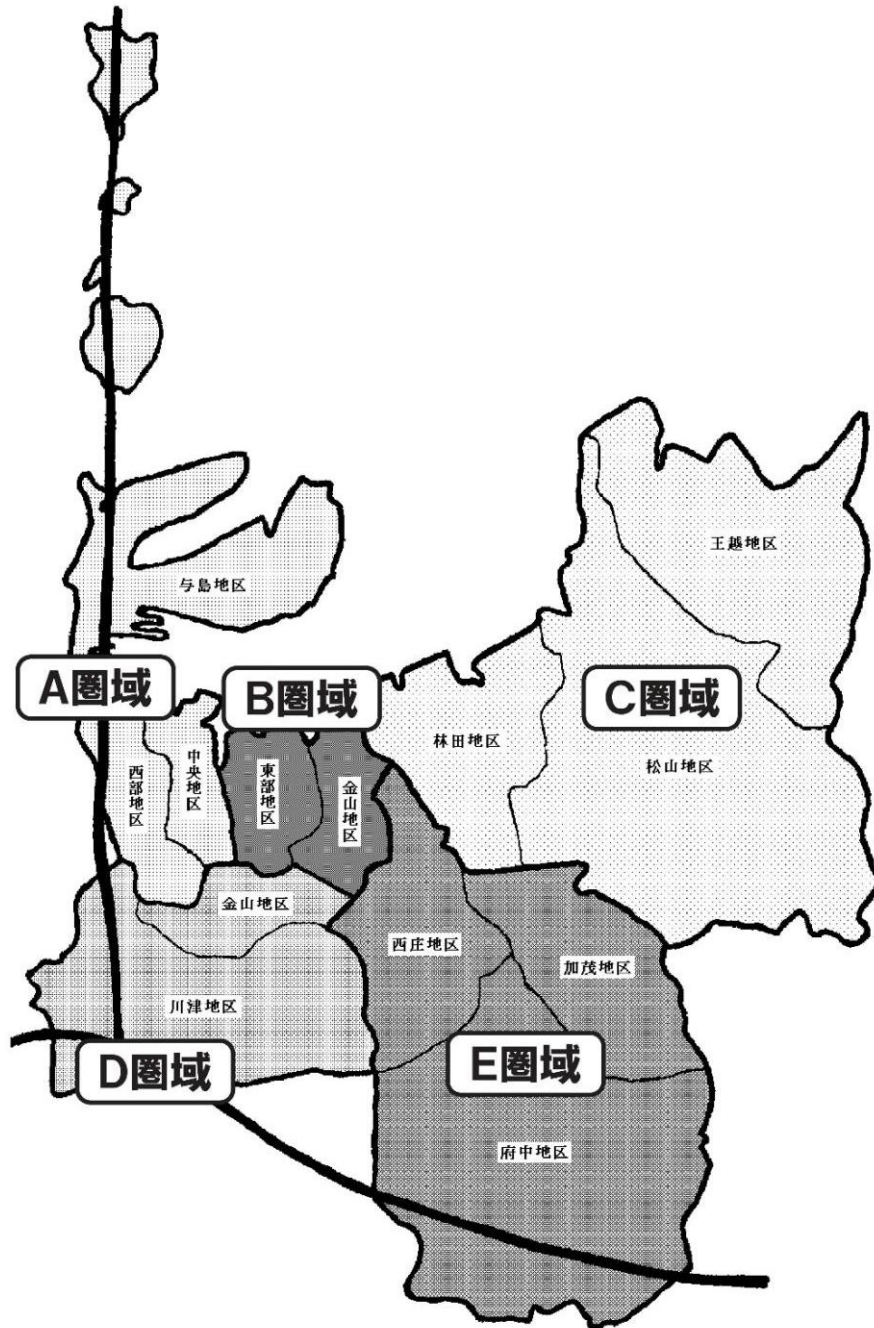 王越地区
与島地区
A圏域
B圏域
C圏域
林田地区
松山地区
西部地区
中央地区
東部地区
金山地区
金山地区
西庄地区
加茂地区
川津地区
D圏域
E圏域
府中地区